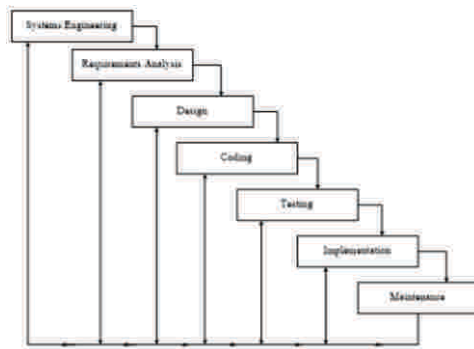 Systems Engineering
Requirements Analysis
Design
Coding
Testing
Implementation
Maintenance